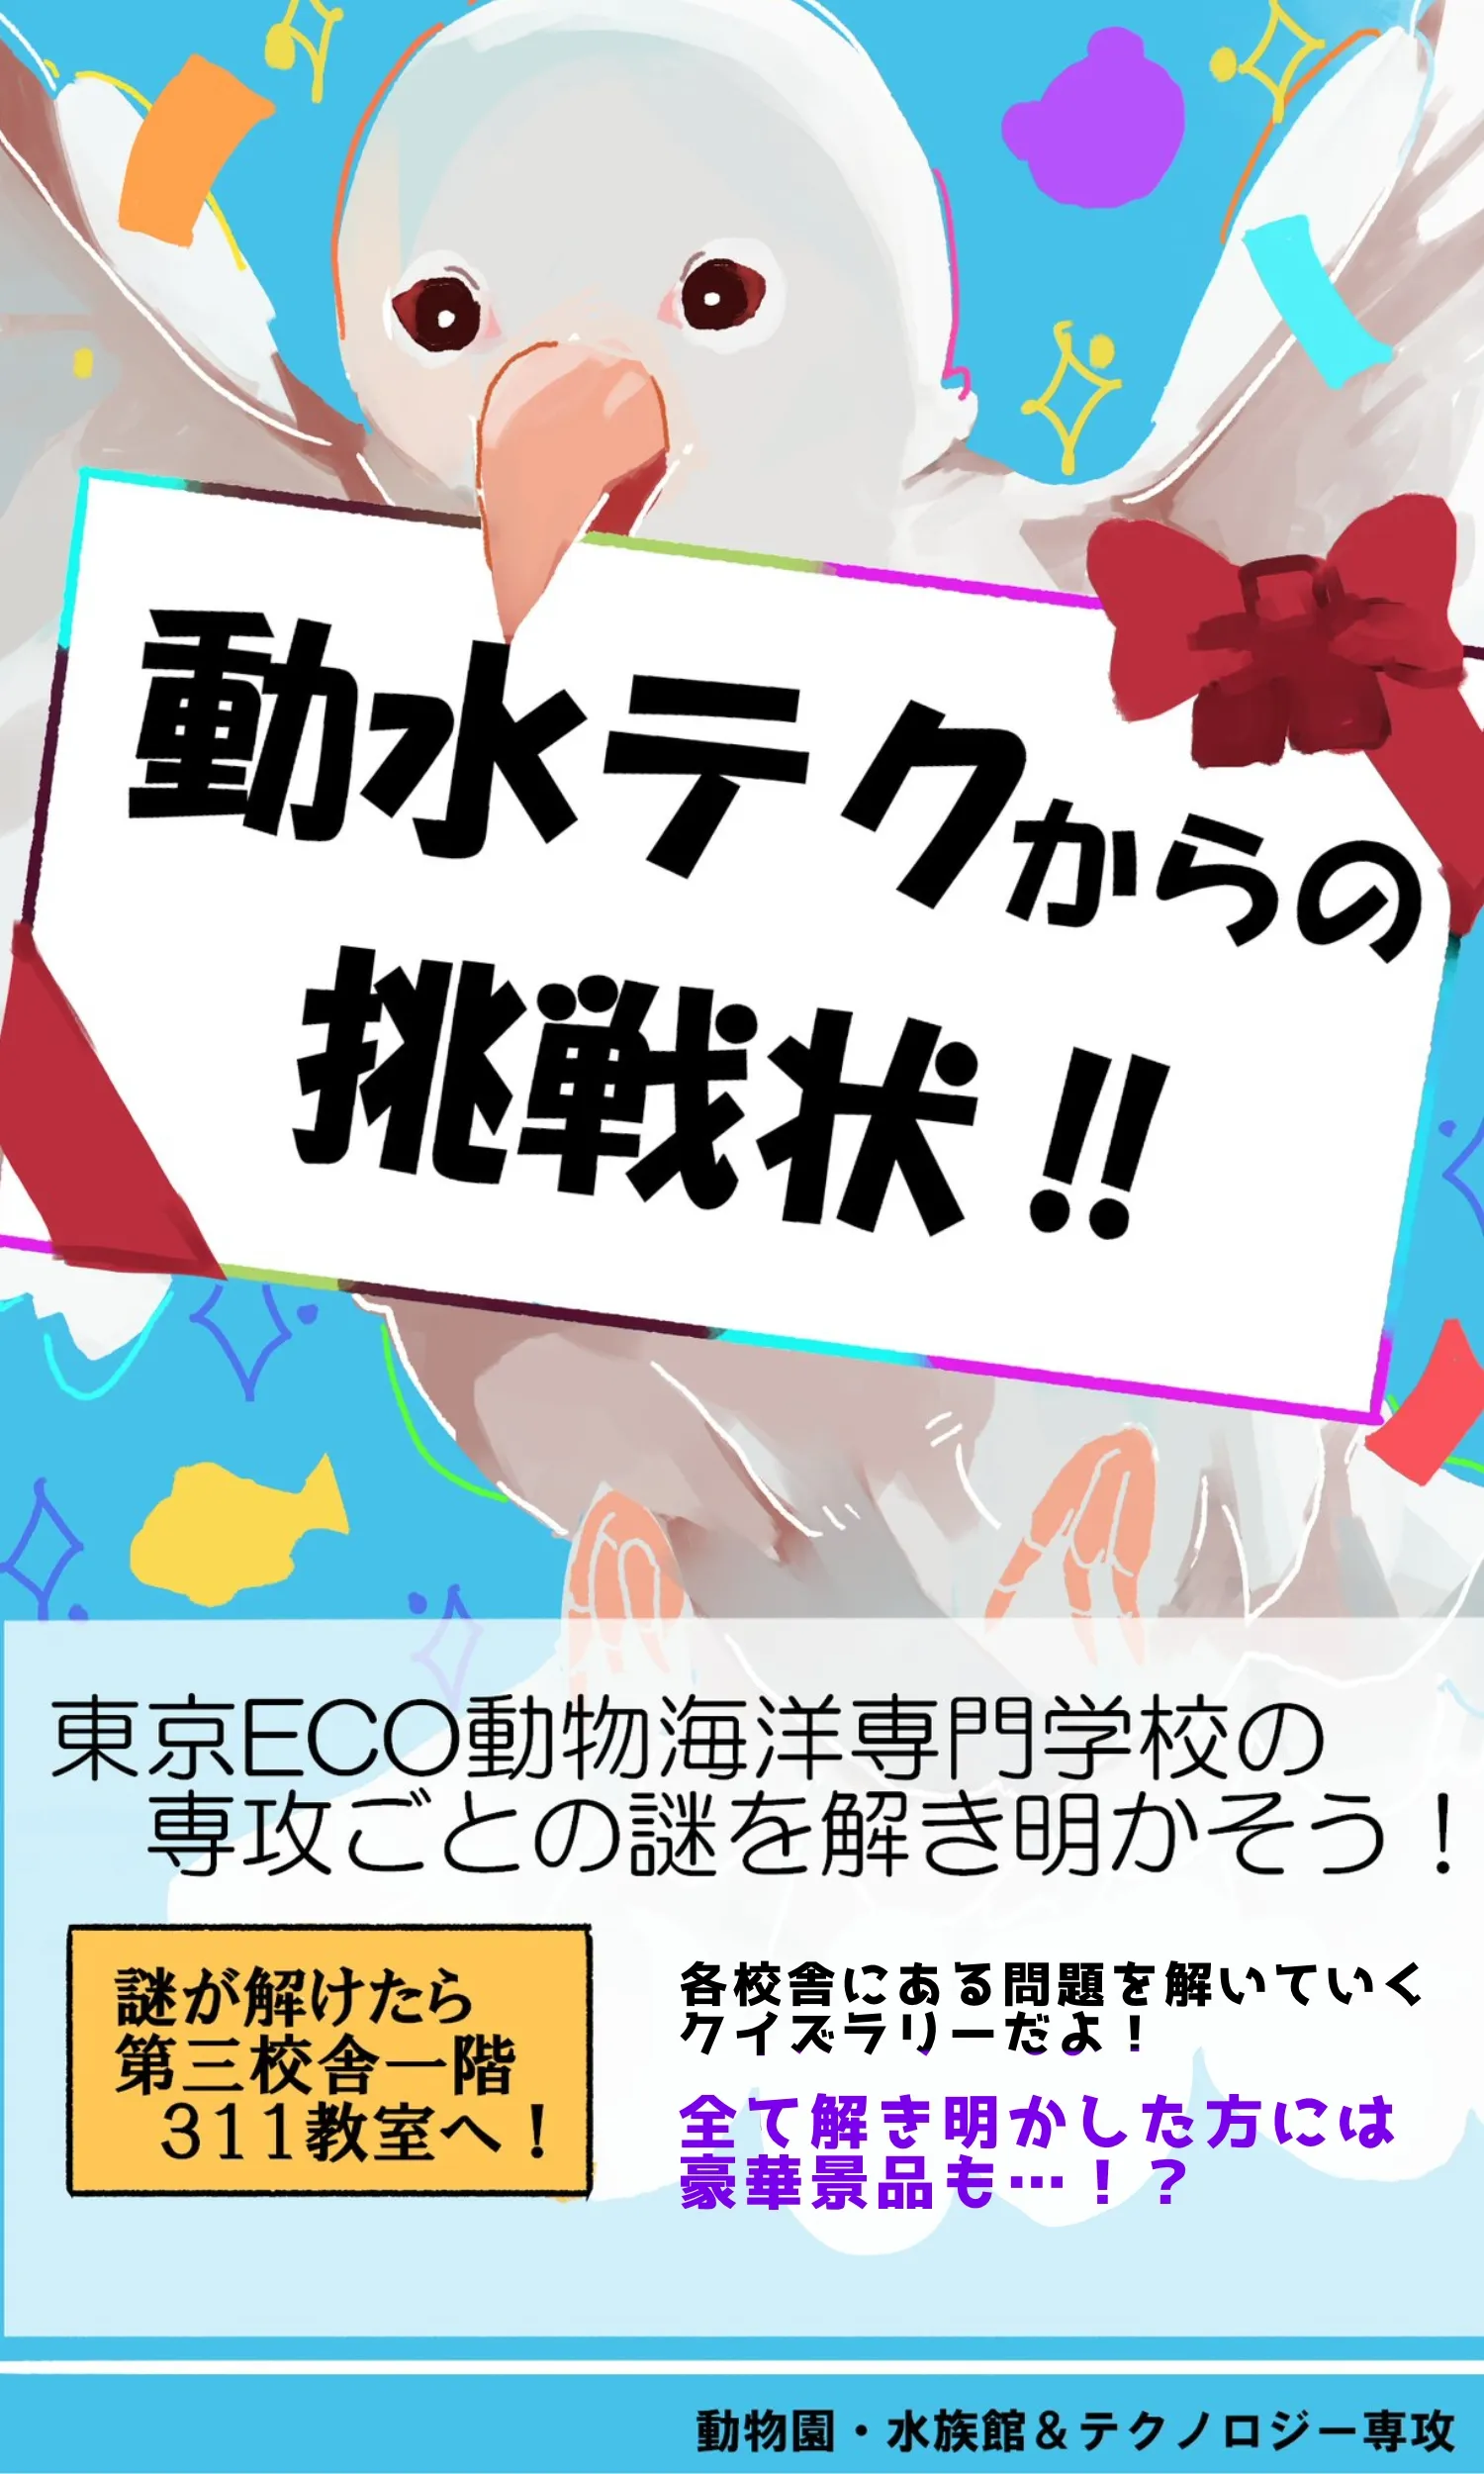 動水テクからの
挑戦状!!
東京ECO動物海洋専門学校の
専攻ごとの謎を解き明かそう！
謎が解けたら
第三校舎一階
311教室へ！
各校舎にある問題を解いていく
クイズラリーだよ！
全て解き明かした方には
豪華景品も…！？
動物園・水族館＆テクノロジー専攻